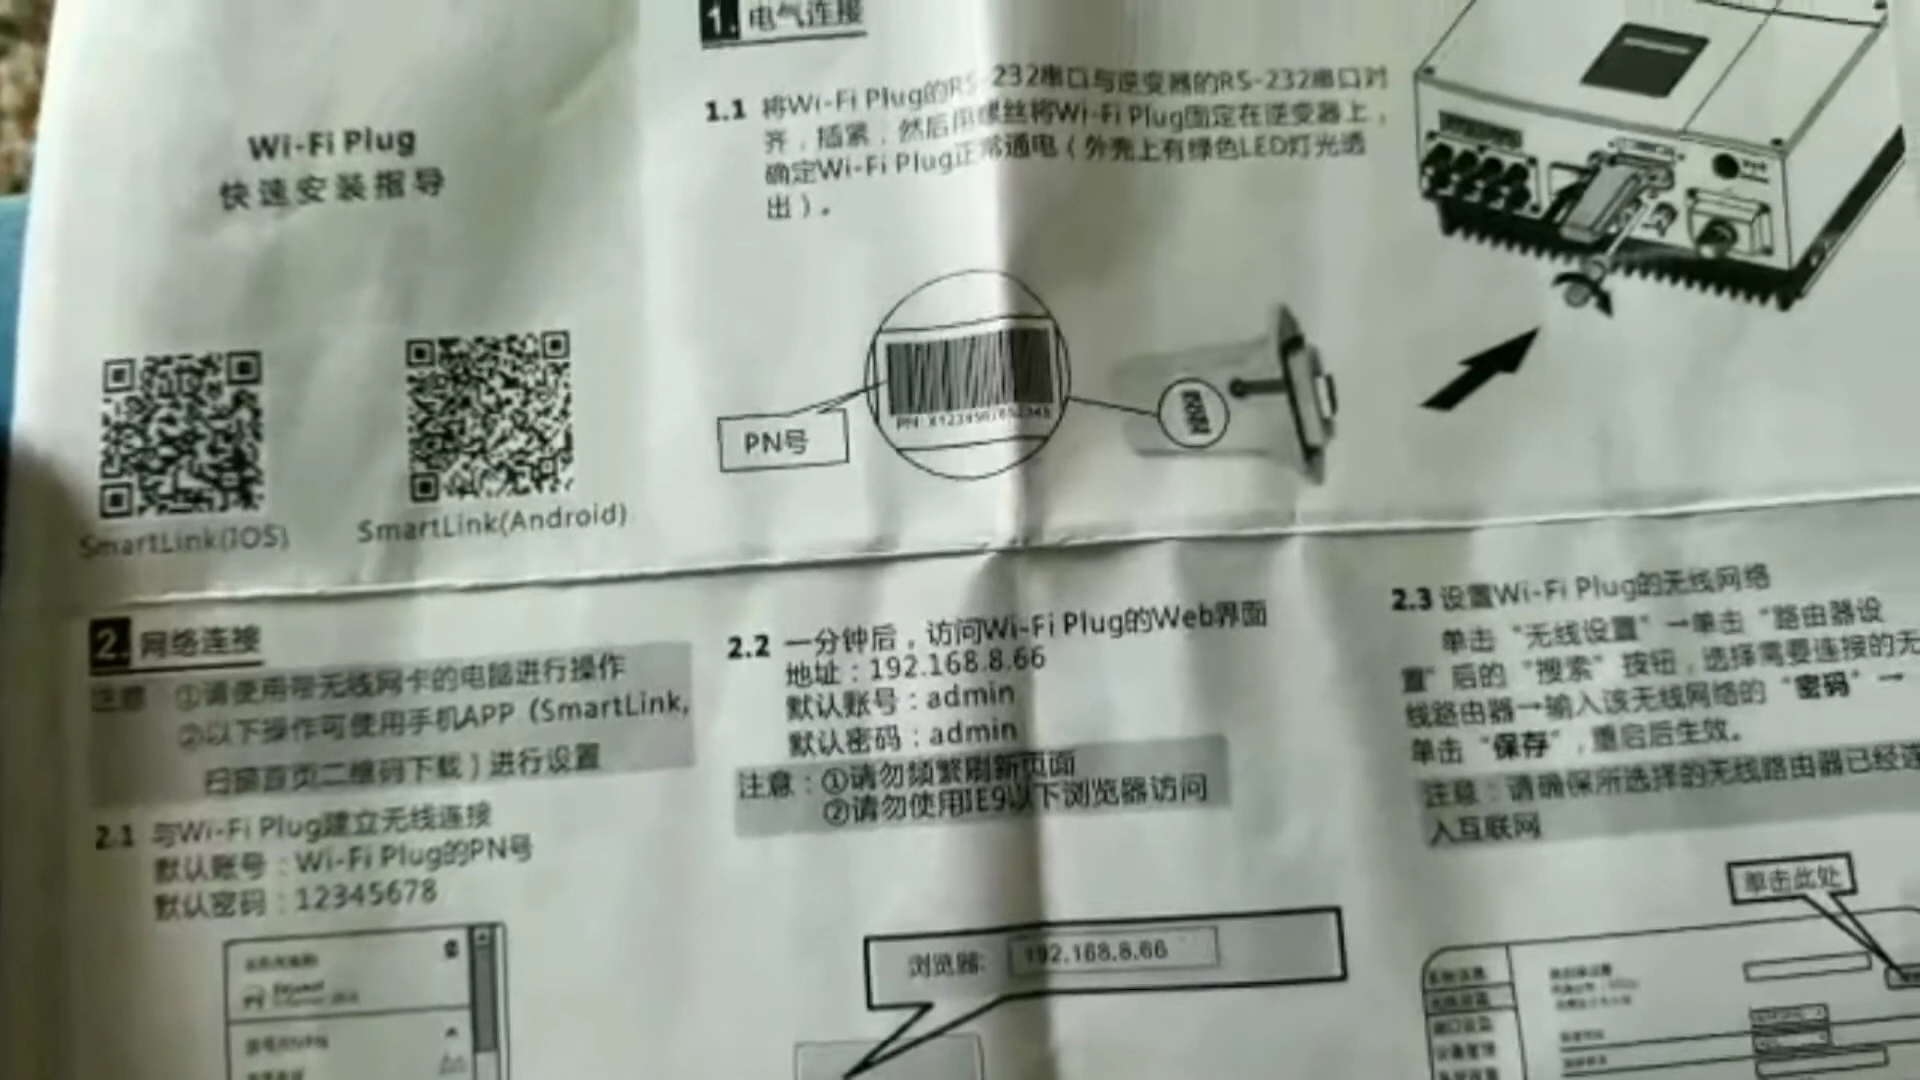 Wi-Fi Plug
快速安装指导
SmartLink(IOS)
SmartLink(Android)
1. 电气连接
1.1 将Wi-Fi Plug的RS-232串口与逆变器的RS-232串口对
齐，插紧，然后用螺丝将Wi-Fi Plug固定在逆变器上，
确定Wi-Fi Plug正常通电（外壳上有绿色LED灯光透
出）。
PN号
2. 网络连接
注意 ①请使用带无线网卡的电脑进行操作
②以下操作可使用手机APP（SmartLink,
扫描首页二维码下载）进行设置
2.1 与Wi-Fi Plug建立无线连接
默认账号：Wi-Fi Plug的PN号
默认密码：12345678
2.2 一分钟后，访问Wi-Fi Plug的Web界面
地址：192.168.8.66
默认账号：admin
默认密码：admin
注意：①请勿频繁刷新页面
②请勿使用IE9以下浏览器访问
浏览器: 192.168.8.66
2.3 设置Wi-Fi Plug的无线网络
单击“无线设置”→单击“路由器设
置”后的“搜索”按钮，选择需要连接的无
线路由器→输入该无线网络的“密码”→
单击“保存”,重启后生效。
注意：请确保所选择的无线路由器已经连
入互联网
单击此处